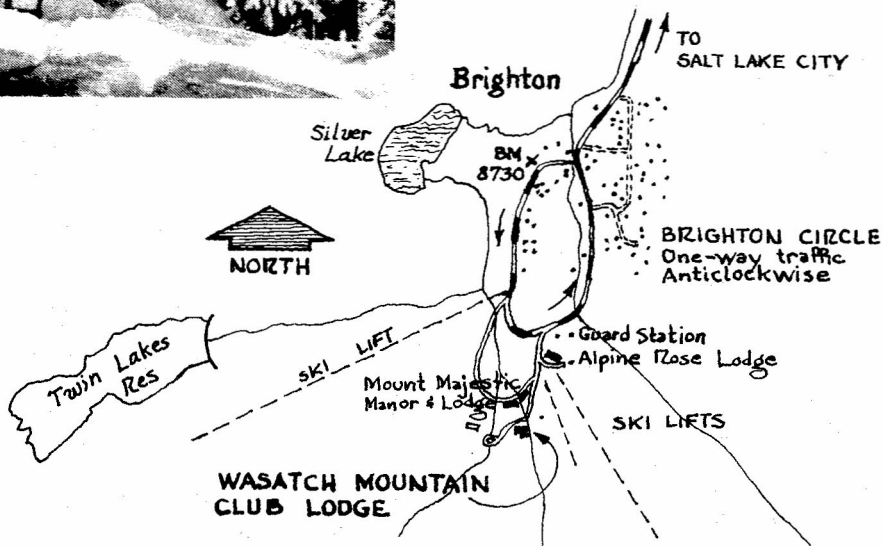 TO
SALT LAKE CITY
Brighton
Silver
Lake
BM
8730
NORTH
BRIGHTON CIRCLE
One-way traffic
Anticlockwise
Twin Lakes
Res
SKI LIFT
Guard Station
Alpine Rose Lodge
Mount Majestic
Manor & Lodge
SKI LIFTS
WASATCH MOUNTAIN
CLUB LODGE